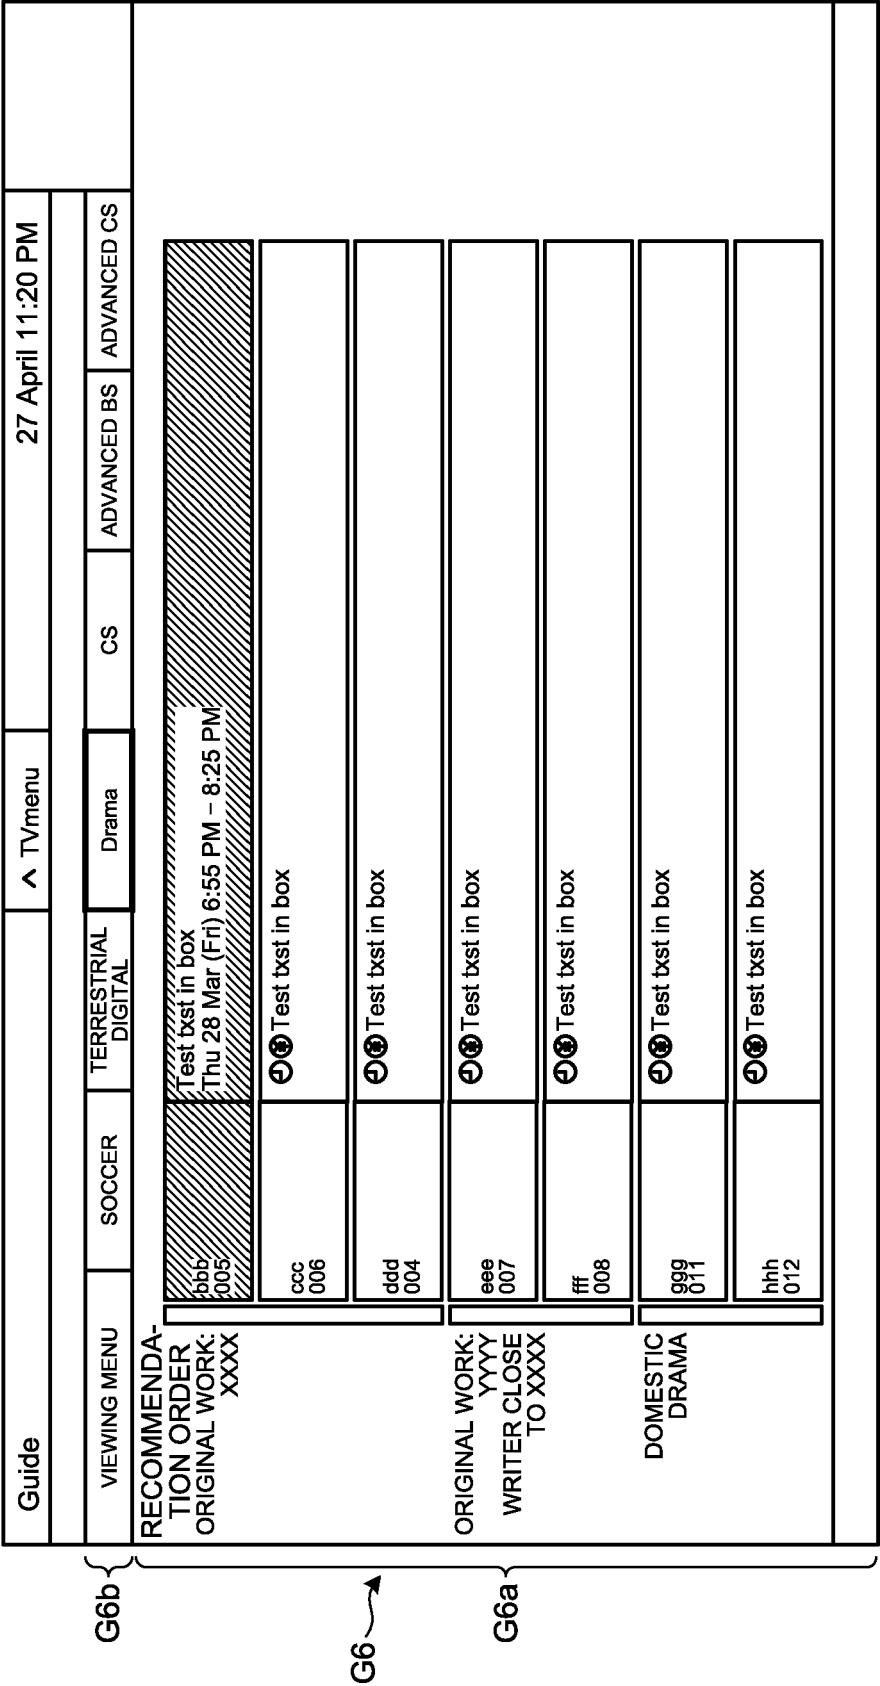 Guide
^ TVmenu
27 April 11:20 PM
VIEWING MENU
SOCCER
TERRESTRIAL
DIGITAL
Drama
CS
ADVANCED BS
ADVANCED CS
RECOMMENDA-
TION ORDER
ORIGINAL WORK:
XXXX
bbb
005
Test txst in box
Thu 28 Mar (Fri) 6:55 PM – 8:25 PM
ccc
006
Test txst in box
ddd
004
Test txst in box
ORIGINAL WORK:
YYYY
WRITER CLOSE
TO XXXX
eee
007
Test txst in box
fff
008
Test txst in box
DOMESTIC
DRAMA
ggg
011
Test txst in box
hhh
012
Test txst in box
G6b
G6
G6a